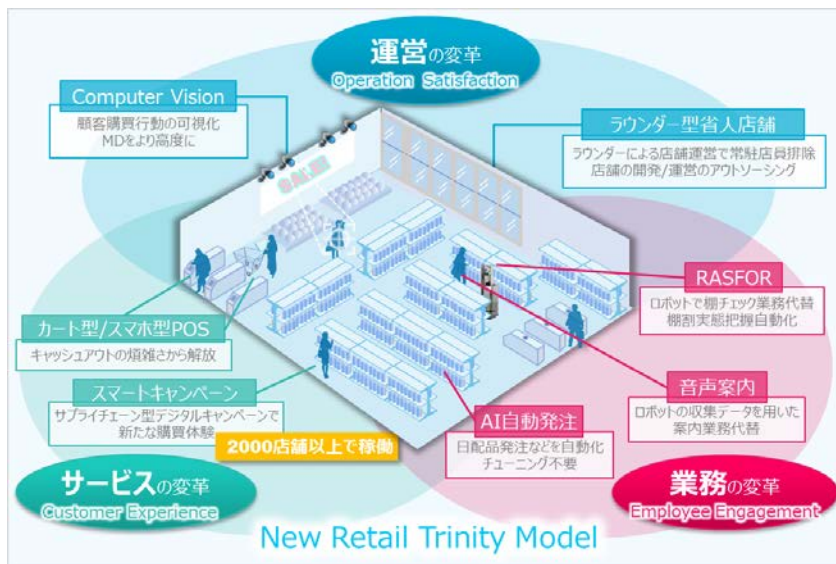 運営の変革
Operation Satisfaction
Computer Vision
顧客購買行動の可視化
MDをより高度に
ラウンダー型省人店舗
ラウンダーによる店舗運営で常駐店員排除
店舗の開発/運営のアウトソーシング
RASFOR
ロボットで棚チェック業務代替
棚割実態把握自動化
カート型/スマホ型POS
キャッシュアウトの煩雑さから解放
スマートキャンペーン
サプライチェーン型デジタルキャンペーンで
新たな購買体験
2000店舗以上で稼働
AI自動発注
日配品発注などを自動化
チューニング不要
音声案内
ロボットの収集データを用いた
案内業務代替
サービスの変革
Customer Experience
業務の変革
Employee Engagement
New Retail Trinity Model